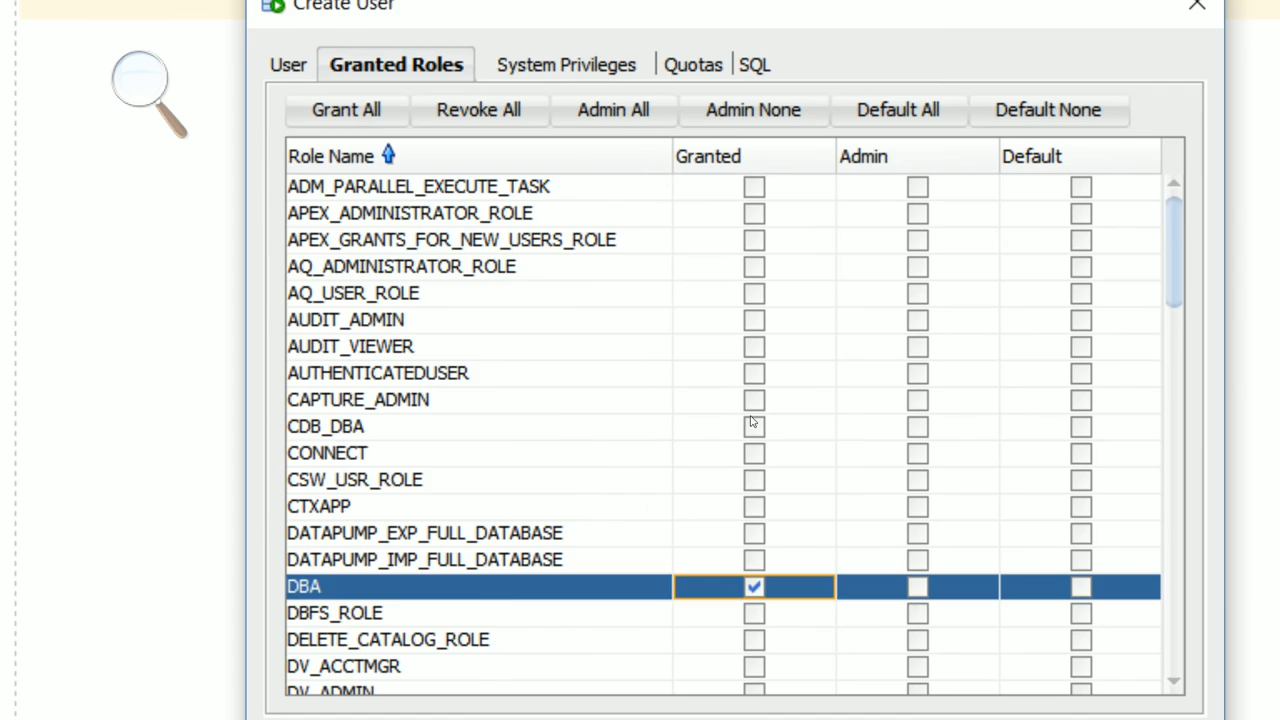 Create User
User Granted Roles System Privileges Quotas SQL
Grant All Revoke All Admin All Admin None Default All Default None
Role Name Granted Admin Default
ADM_PARALLEL_EXECUTE_TASK
APEX_ADMINISTRATOR_ROLE
APEX_GRANTS_FOR_NEW_USERS_ROLE
AQ_ADMINISTRATOR_ROLE
AQ_USER_ROLE
AUDIT_ADMIN
AUDIT_VIEWER
AUTHENTICATEDUSER
CAPTURE_ADMIN
CDB_DBA
CONNECT
CSW_USR_ROLE
CTXAPP
DATAPUMP_EXP_FULL_DATABASE
DATAPUMP_IMP_FULL_DATABASE
DBA
DBFS_ROLE
DELETE_CATALOG_ROLE
DV_ACCTMGR
DV_ADMIN